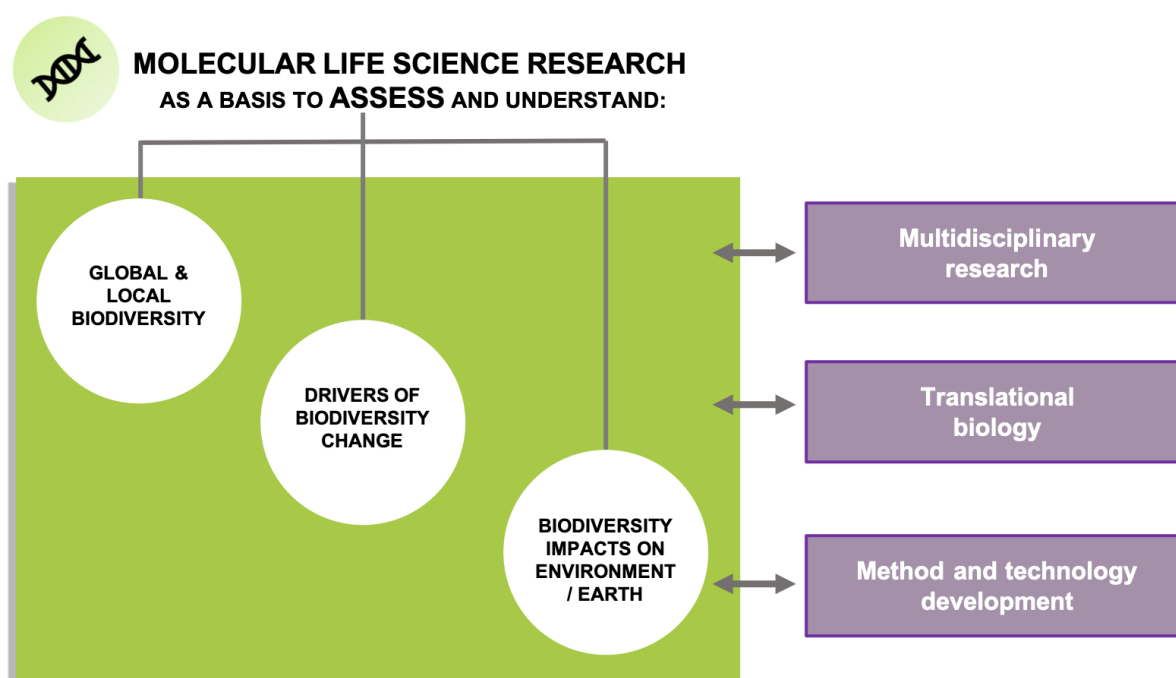 MOLECULAR LIFE SCIENCE RESEARCH
AS A BASIS TO ASSESS AND UNDERSTAND:
GLOBAL &
LOCAL
BIODIVERSITY
DRIVERS OF
BIODIVERSITY
CHANGE
BIODIVERSITY
IMPACTS ON
ENVIRONMENT
/ EARTH
Multidisciplinary
research
Translational
biology
Method and technology
development